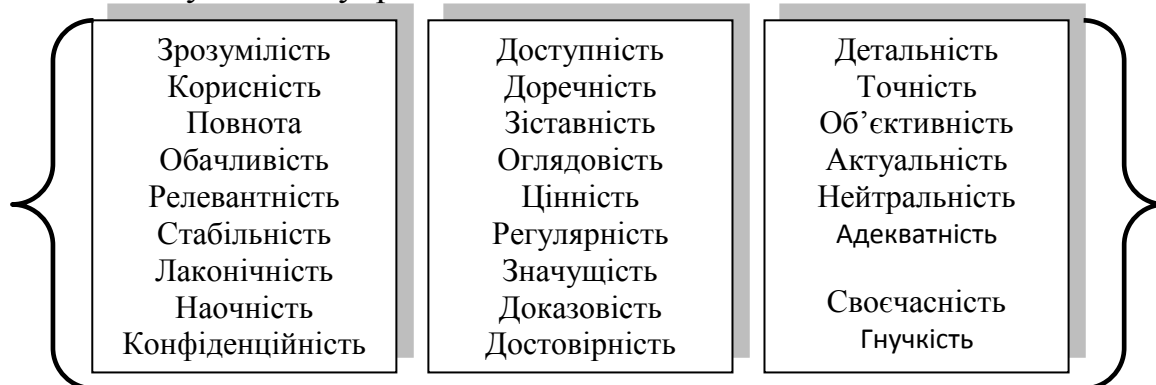 Зрозумілість
Корисність
Повнота
Обачливість
Релевантність
Стабільність
Лаконічність
Наочність
Конфіденційність
Доступність
Доречність
Зіставність
Оглядовість
Цінність
Регулярність
Значущість
Доказовість
Достовірність
Детальність
Точність
Об’єктивність
Актуальність
Нейтральність
Адекватність
Своєчасність
Гнучкість